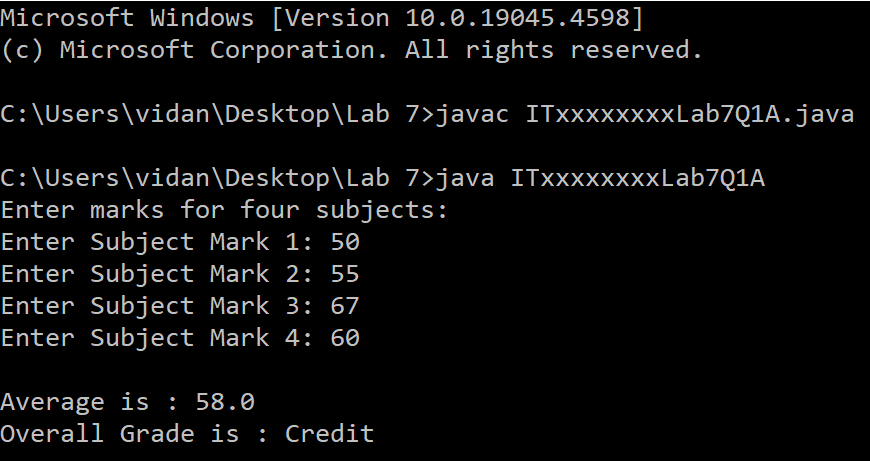 Microsoft Windows [Version 10.0.19045.4598]
(c) Microsoft Corporation. All rights reserved.
C:\Users\vidan\Desktop\Lab 7>javac ITxxxxxxxxLab7Q1A.java
C:\Users\vidan\Desktop\Lab 7>java ITxxxxxxxxLab7Q1A
Enter marks for four subjects:
Enter Subject Mark 1: 50
Enter Subject Mark 2: 55
Enter Subject Mark 3: 67
Enter Subject Mark 4: 60
Average is : 58.0
Overall Grade is : Credit